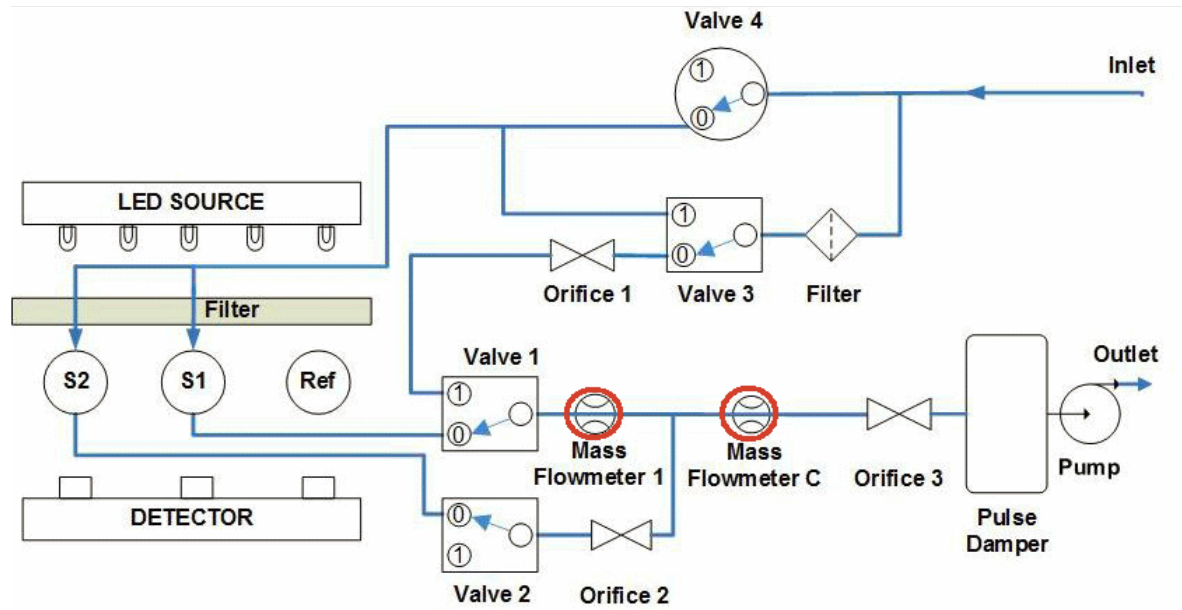 Valve 4
Inlet
1
0
LED SOURCE
1
0
Orifice 1
Valve 3
Filter
Filter
S2
S1
Ref
Valve 1
1
0
Mass
Flowmeter 1
Mass
Flowmeter C
Orifice 3
Outlet
Pump
Pulse
Damper
DETECTOR
0
1
Valve 2
Orifice 2